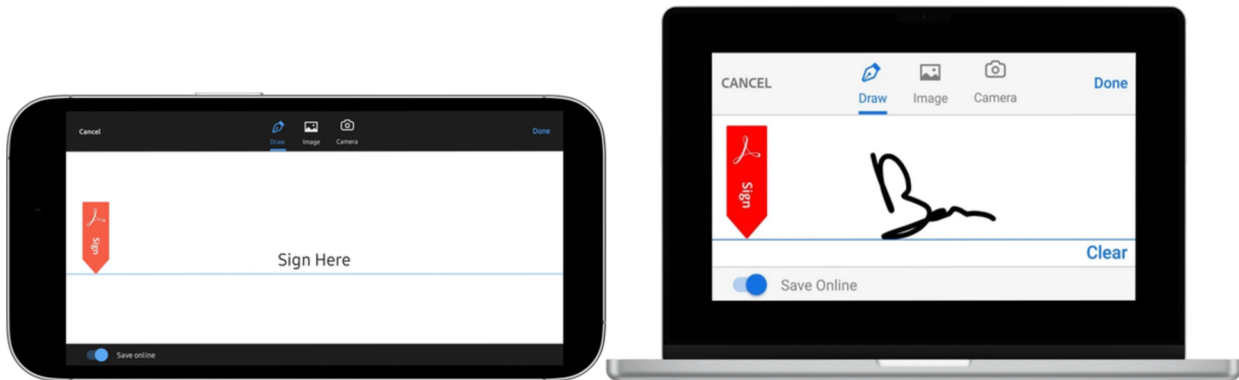 Cancel
Draw Image Camera
Done
Sign
Sign Here
Save online
CANCEL
Draw Image Camera
Done
Sign
Clear
Save Online